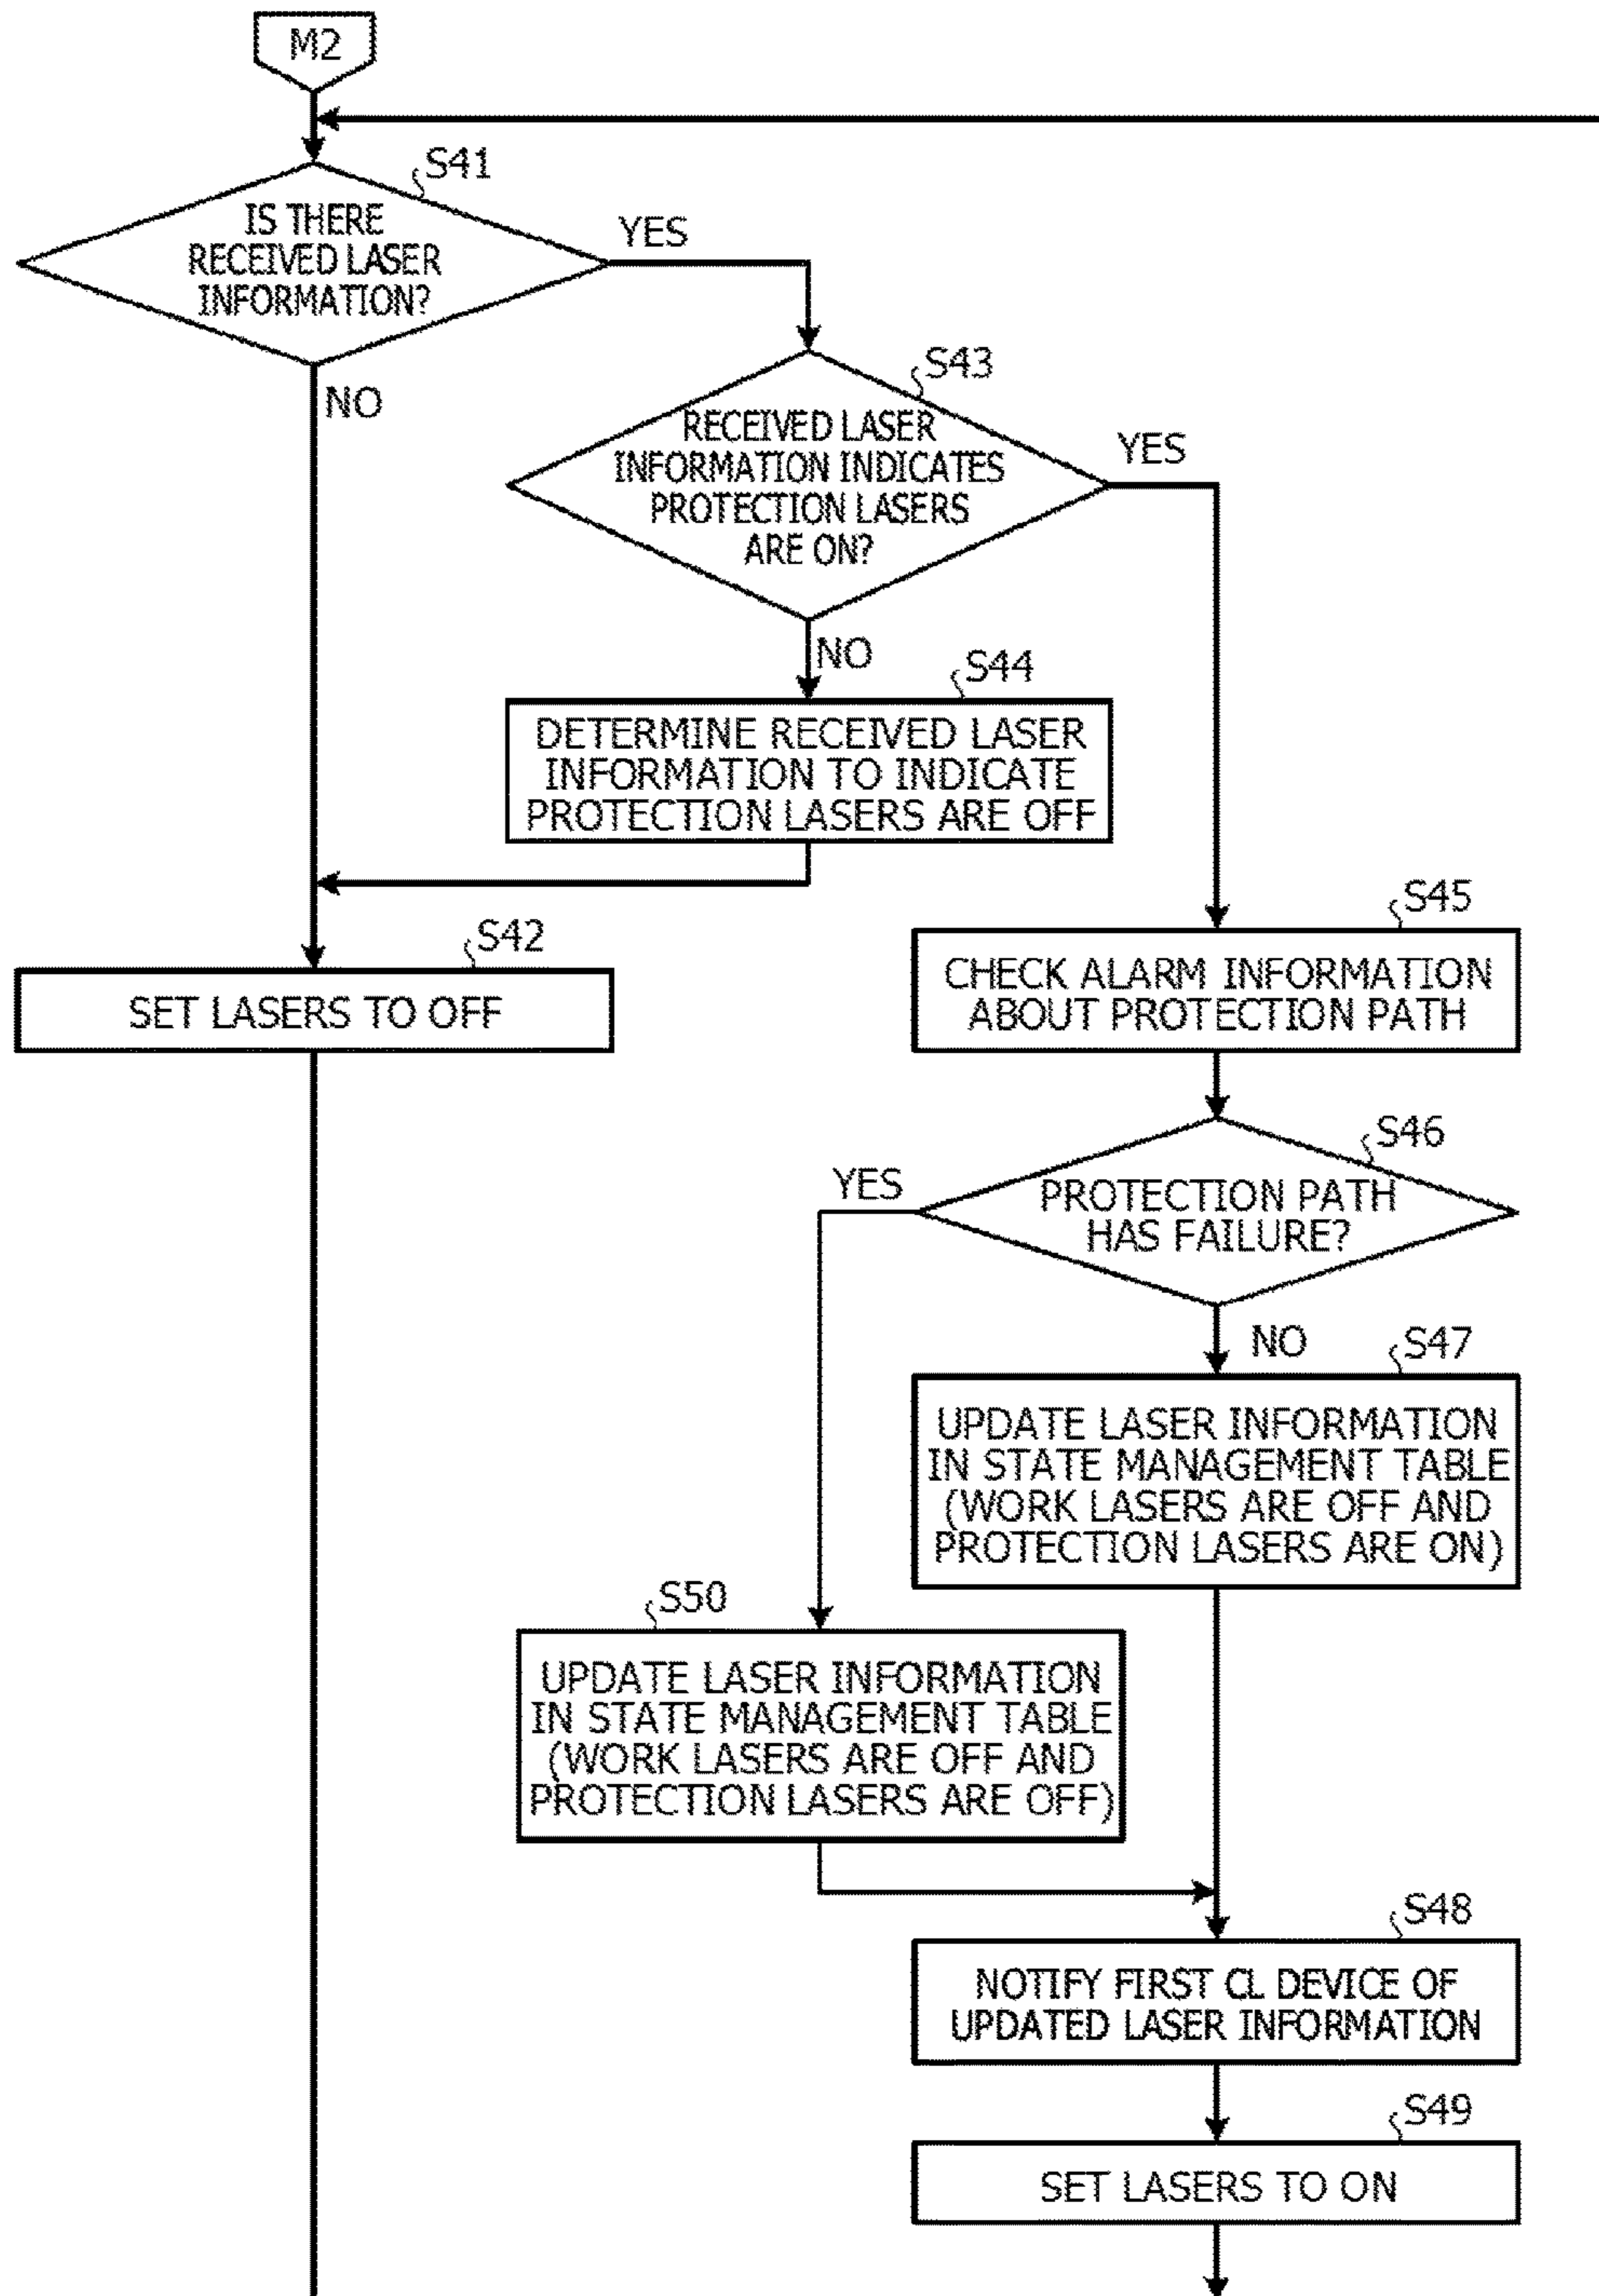 M2
S41
IS THERE
RECEIVED LASER
INFORMATION?
YES
NO
S43
RECEIVED LASER
INFORMATION INDICATES
PROTECTION LASERS
ARE ON?
YES
NO
S44
DETERMINE RECEIVED LASER
INFORMATION TO INDICATE
PROTECTION LASERS ARE OFF
S42
SET LASERS TO OFF
S45
CHECK ALARM INFORMATION
ABOUT PROTECTION PATH
S46
PROTECTION PATH
HAS FAILURE?
YES
NO
S47
UPDATE LASER INFORMATION
IN STATE MANAGEMENT TABLE
(WORK LASERS ARE OFF AND
PROTECTION LASERS ARE ON)
S50
UPDATE LASER INFORMATION
IN STATE MANAGEMENT TABLE
(WORK LASERS ARE OFF AND
PROTECTION LASERS ARE OFF)
S48
NOTIFY FIRST CL DEVICE OF
UPDATED LASER INFORMATION
S49
SET LASERS TO ON